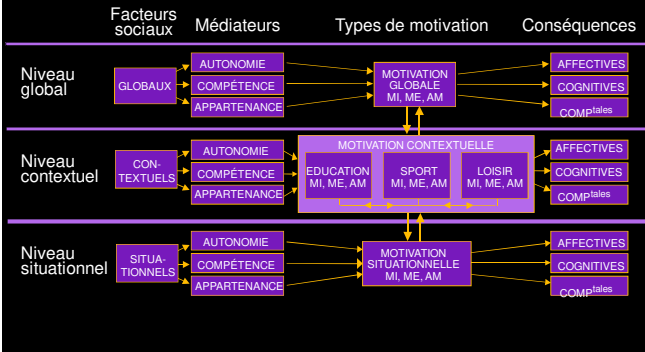 Facteurs
sociaux
Médiateurs
Types de motivation
Conséquences
Niveau
global
GLOBAUX
AUTONOMIE
COMPÉTENCE
APPARTENANCE
MOTIVATION
GLOBALE
MI, ME, AM
AFFECTIVES
COGNITIVES
COMPtales
Niveau
contextuel
CON-
TEXTUELS
AUTONOMIE
COMPÉTENCE
APPARTENANCE
MOTIVATION CONTEXTUELLE
EDUCATION
MI, ME, AM
SPORT
MI, ME, AM
LOISIR
MI, ME, AM
AFFECTIVES
COGNITIVES
COMPtales
Niveau
situationnel
SITUA-
TIONNELS
AUTONOMIE
COMPÉTENCE
APPARTENANCE
MOTIVATION
SITUATIONNELLE
MI, ME, AM
AFFECTIVES
COGNITIVES
COMPtales